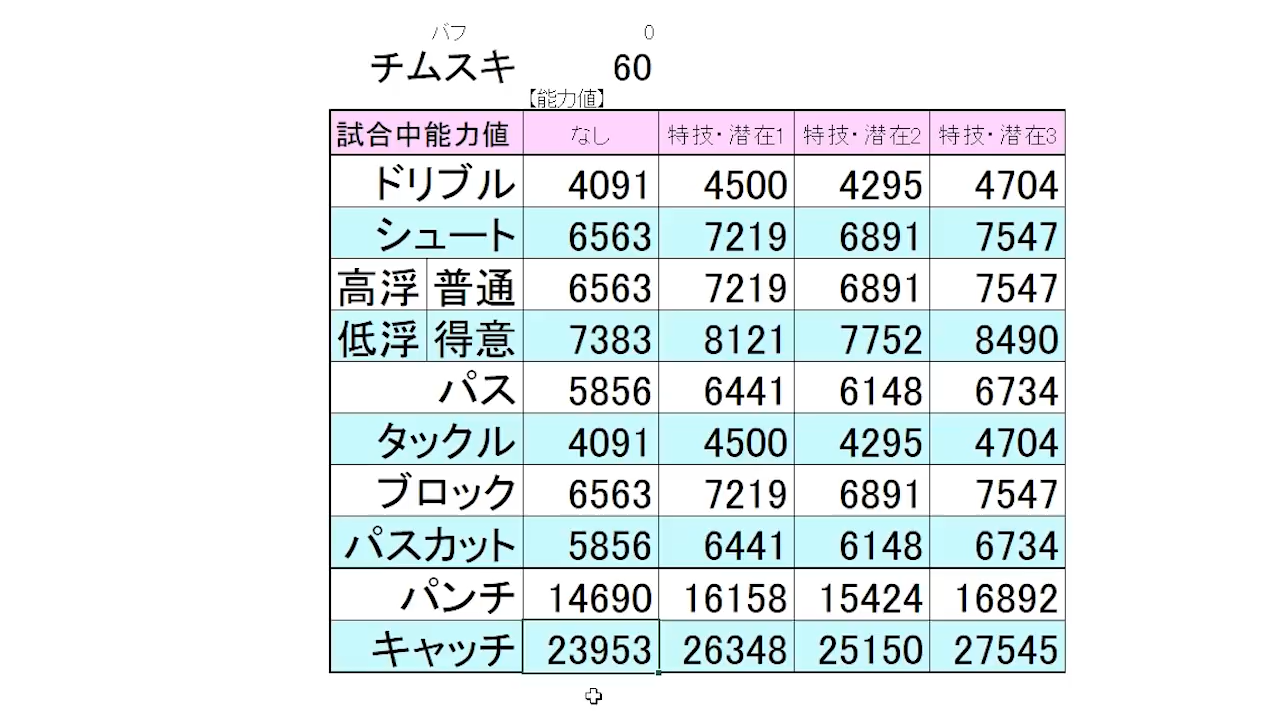 バフ 0
チムスキ 60
【能力値】
試合中能力値 なし 特技・潜在1 特技・潜在2 特技・潜在3
ドリブル 4091 4500 4295 4704
シュート 6563 7219 6891 7547
高浮 普通 6563 7219 6891 7547
低浮 得意 7383 8121 7752 8490
パス 5856 6441 6148 6734
タックル 4091 4500 4295 4704
ブロック 6563 7219 6891 7547
パスカット 5856 6441 6148 6734
パンチ 14690 16158 15424 16892
キャッチ 23953 26348 25150 27545